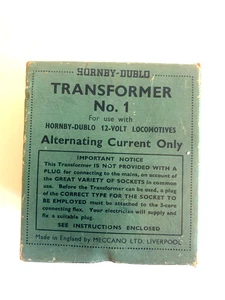 HORNBY-DUBLO
TRANSFORMER
No. 1
For use with
HORNBY-DUBLO 12-VOLT LOCOMOTIVES
Alternating Current Only
IMPORTANT NOTICE
This Transformer IS NOT PROVIDED WITH A
PLUG for connecting to the mains, on account of
the GREAT VARIETY OF SOCKETS in common
use. Before the Transformer can be used, a plug
of the CORRECT TYPE FOR THE SOCKET TO
BE EMPLOYED must be attached to the 3-core
connecting flex. Your electrician will supply and
fix a suitable plug.
SEE INSTRUCTIONS ENCLOSED
Made in England by MECCANO LTD. LIVERPOOL